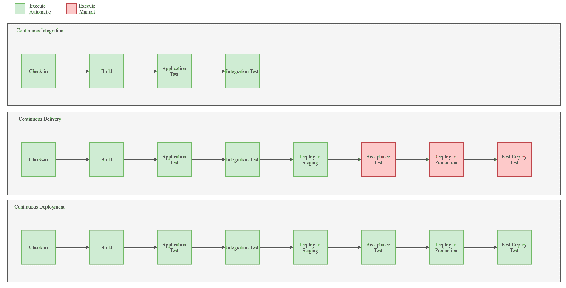 Execute
Automatic
Execute
Manual
Continuous Integration
Check-in
Build
Application
Test
Integration Test
Continuous Delivery
Check-in
Build
Application
Test
Integration Test
Deploy to
Staging
Acceptance
Test
Deploy to
Production
Post Deploy
Test
Continuous Deployment
Check-in
Build
Application
Test
Integration Test
Deploy to
Staging
Acceptance
Test
Deploy to
Production
Post Deploy
Test